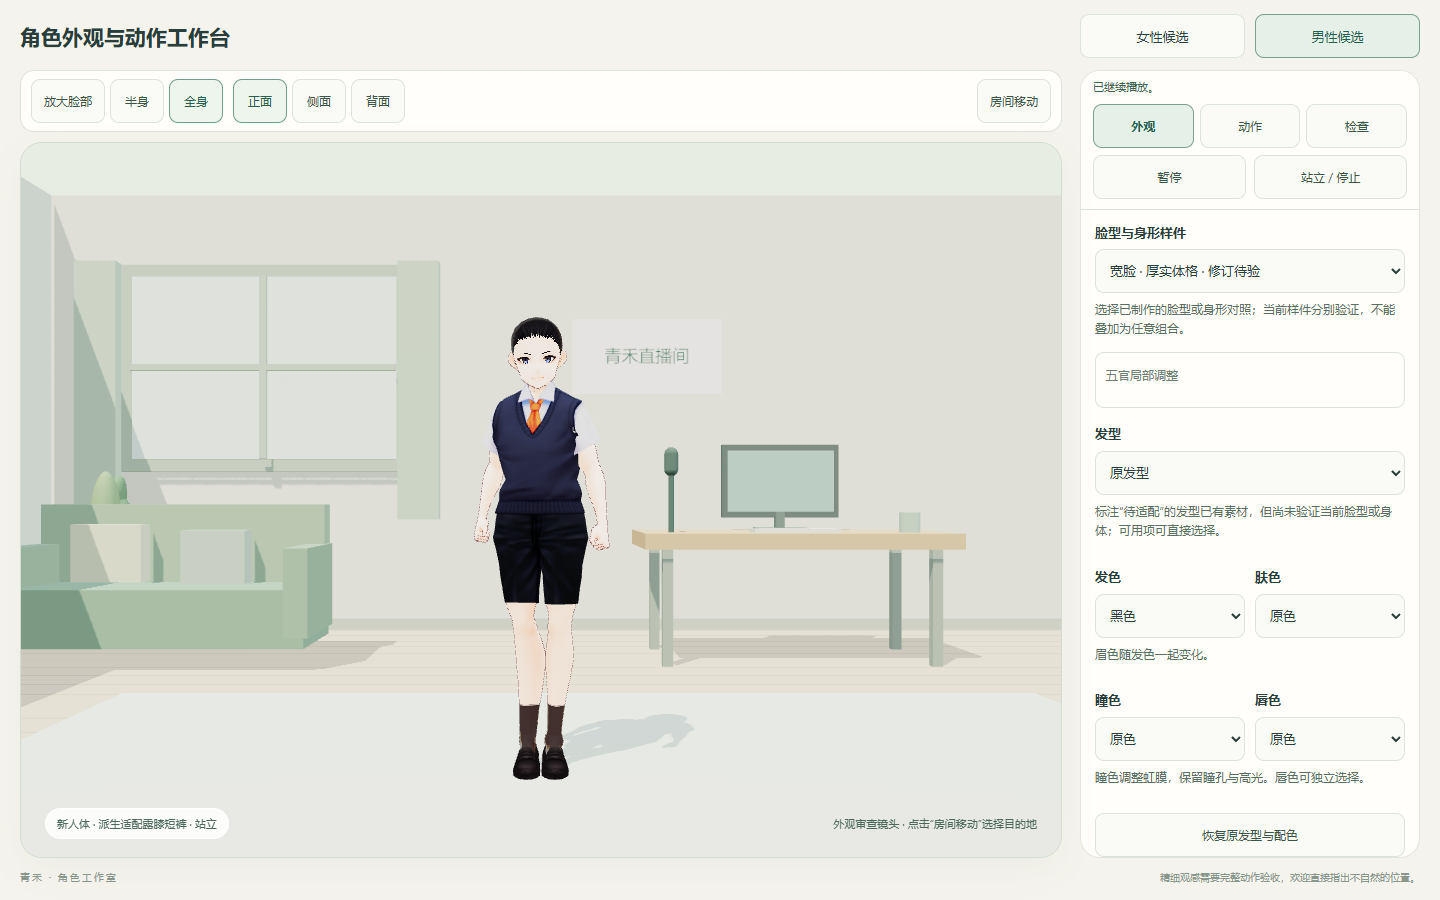 角色外观与动作工作台
女性候选
男性候选
放大脸部
半身
全身
正面
侧面
背面
房间移动
已继续播放。
外观
动作
检查
暂停
站立 / 停止
脸型与身形样件
宽脸 · 厚实体格 · 修订待验
选择已制作的脸型或身形对照；当前样件分别验证，不能
叠加为任意组合。
五官局部调整
发型
原发型
标注“待适配”的发型已有素材，但尚未验证当前脸型或身
体；可用项可直接选择。
发色
肤色
黑色
原色
眉色随发色一起变化。
瞳色
唇色
原色
原色
瞳色调整虹膜，保留瞳孔与高光。唇色可独立选择。
恢复原发型与配色
青禾直播间
新人体 · 派生适配露膝短裤 · 站立
外观审查镜头 · 点击“房间移动”选择目的地
青禾 · 角色工作室
精细观感需要完整动作验收，欢迎直接指出不自然的位置。